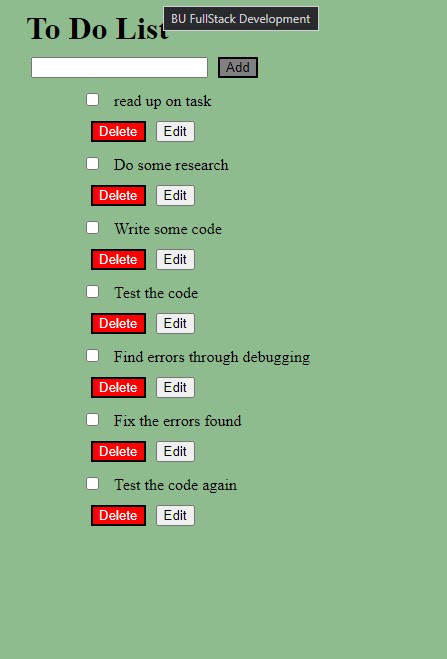 To Do List
BU FullStack Development
Add
read up on task
Delete Edit
Do some research
Delete Edit
Write some code
Delete Edit
Test the code
Delete Edit
Find errors through debugging
Delete Edit
Fix the errors found
Delete Edit
Test the code again
Delete Edit